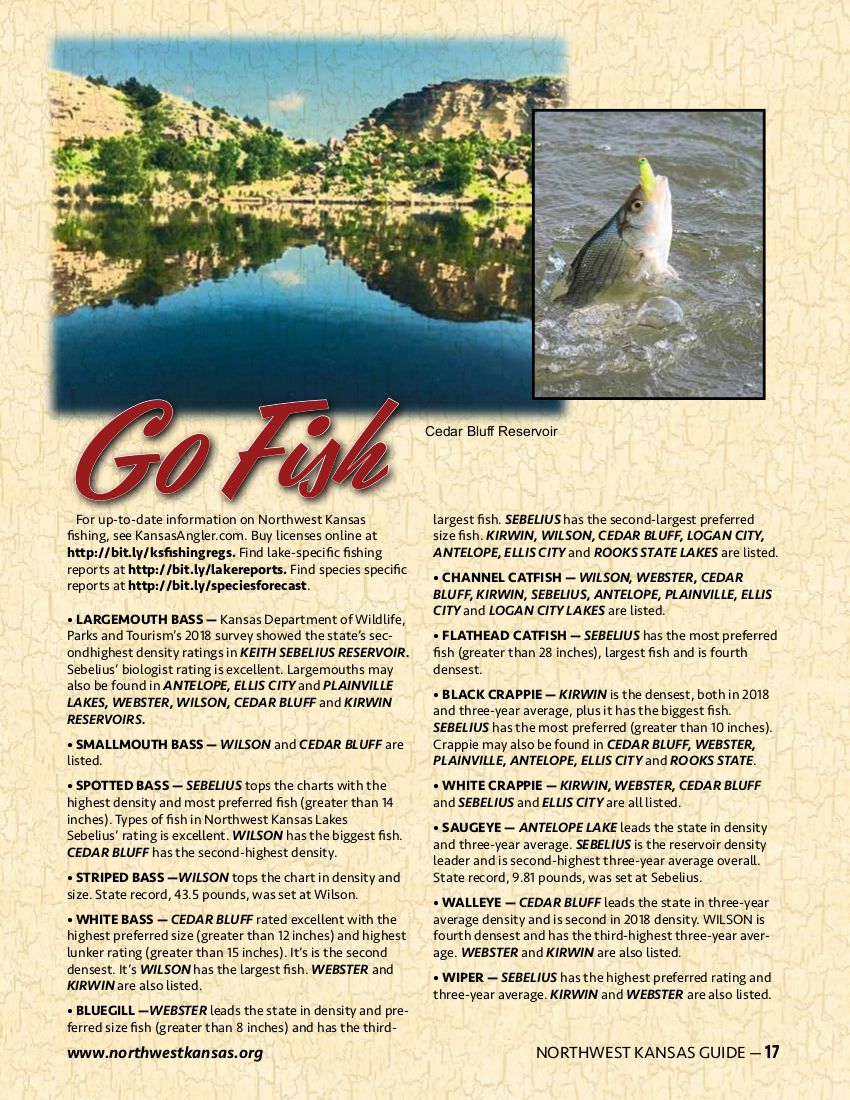 Go Fish
Cedar Bluff Reservoir
For up-to-date information on Northwest Kansas
fishing, see KansasAngler.com. Buy licenses online at
http://bit.ly/ksfishingregs. Find lake-specific fishing
reports at http://bit.ly/lakereports. Find species specific
reports at http://bit.ly/speciesforecast.
• LARGEMOUTH BASS — Kansas Department of Wildlife,
Parks and Tourism's 2018 survey showed the state's sec-
ondhighest density ratings in KEITH SEBELIUS RESERVOIR.
Sebelius' biologist rating is excellent. Largemouths may
also be found in ANTELOPE, ELLIS CITY and PLAINVILLE
LAKES, WEBSTER, WILSON, CEDAR BLUFF and KIRWIN
RESERVOIRS.
• SMALLMOUTH BASS — WILSON and CEDAR BLUFF are
listed.
• SPOTTED BASS — SEBELIUS tops the charts with the
highest density and most preferred fish (greater than 14
inches). Types of fish in Northwest Kansas Lakes
Sebelius' rating is excellent. WILSON has the biggest fish.
CEDAR BLUFF has the second-highest density.
• STRIPED BASS —WILSON tops the chart in density and
size. State record, 43.5 pounds, was set at Wilson.
• WHITE BASS — CEDAR BLUFF rated excellent with the
highest preferred size (greater than 12 inches) and highest
lunker rating (greater than 15 inches). It's is the second
densest. It's WILSON has the largest fish. WEBSTER and
KIRWIN are also listed.
• BLUEGILL —WEBSTER leads the state in density and pre-
ferred size fish (greater than 8 inches) and has the third-
largest fish. SEBELIUS has the second-largest preferred
size fish. KIRWIN, WILSON, CEDAR BLUFF, LOGAN CITY,
ANTELOPE, ELLIS CITY and ROOKS STATE LAKES are listed.
• CHANNEL CATFISH — WILSON, WEBSTER, CEDAR
BLUFF, KIRWIN, SEBELIUS, ANTELOPE, PLAINVILLE, ELLIS
CITY and LOGAN CITY LAKES are listed.
• FLATHEAD CATFISH — SEBELIUS has the most preferred
fish (greater than 28 inches), largest fish and is fourth
densest.
• BLACK CRAPPIE — KIRWIN is the densest, both in 2018
and three-year average, plus it has the biggest fish.
SEBELIUS has the most preferred (greater than 10 inches).
Crappie may also be found in CEDAR BLUFF, WEBSTER,
PLAINVILLE, ANTELOPE, ELLIS CITY and ROOKS STATE.
• WHITE CRAPPIE — KIRWIN, WEBSTER, CEDAR BLUFF
and SEBELIUS and ELLIS CITY are all listed.
• SAUGEYE — ANTELOPE LAKE leads the state in density
and three-year average. SEBELIUS is the reservoir density
leader and is second-highest three-year average overall.
State record, 9.81 pounds, was set at Sebelius.
• WALLEYE — CEDAR BLUFF leads the state in three-year
average density and is second in 2018 density. WILSON is
fourth densest and has the third-highest three-year aver-
age. WEBSTER and KIRWIN are also listed.
• WIPER — SEBELIUS has the highest preferred rating and
three-year average. KIRWIN and WEBSTER are also listed.
www.northwestkansas.org
NORTHWEST KANSAS GUIDE — 17